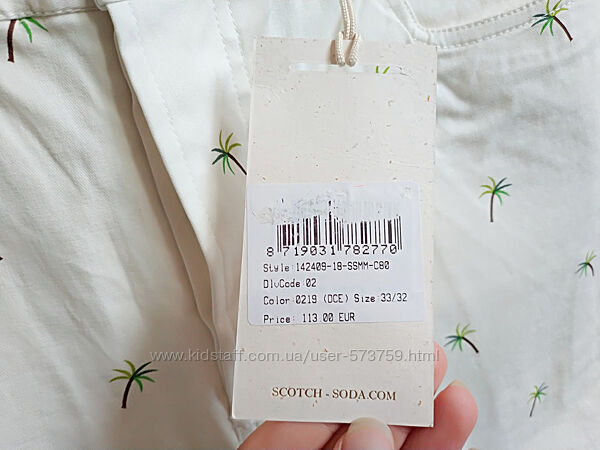 8 719031 782770
Style: 142409-18-SSMM-C80
DlvCode: 02
Color: 0219 (DCE) Size: 33/32
Price: 113.00 EUR
www.kidstaff.com.ua/user-573759.html
SCOTCH-SODA.COM